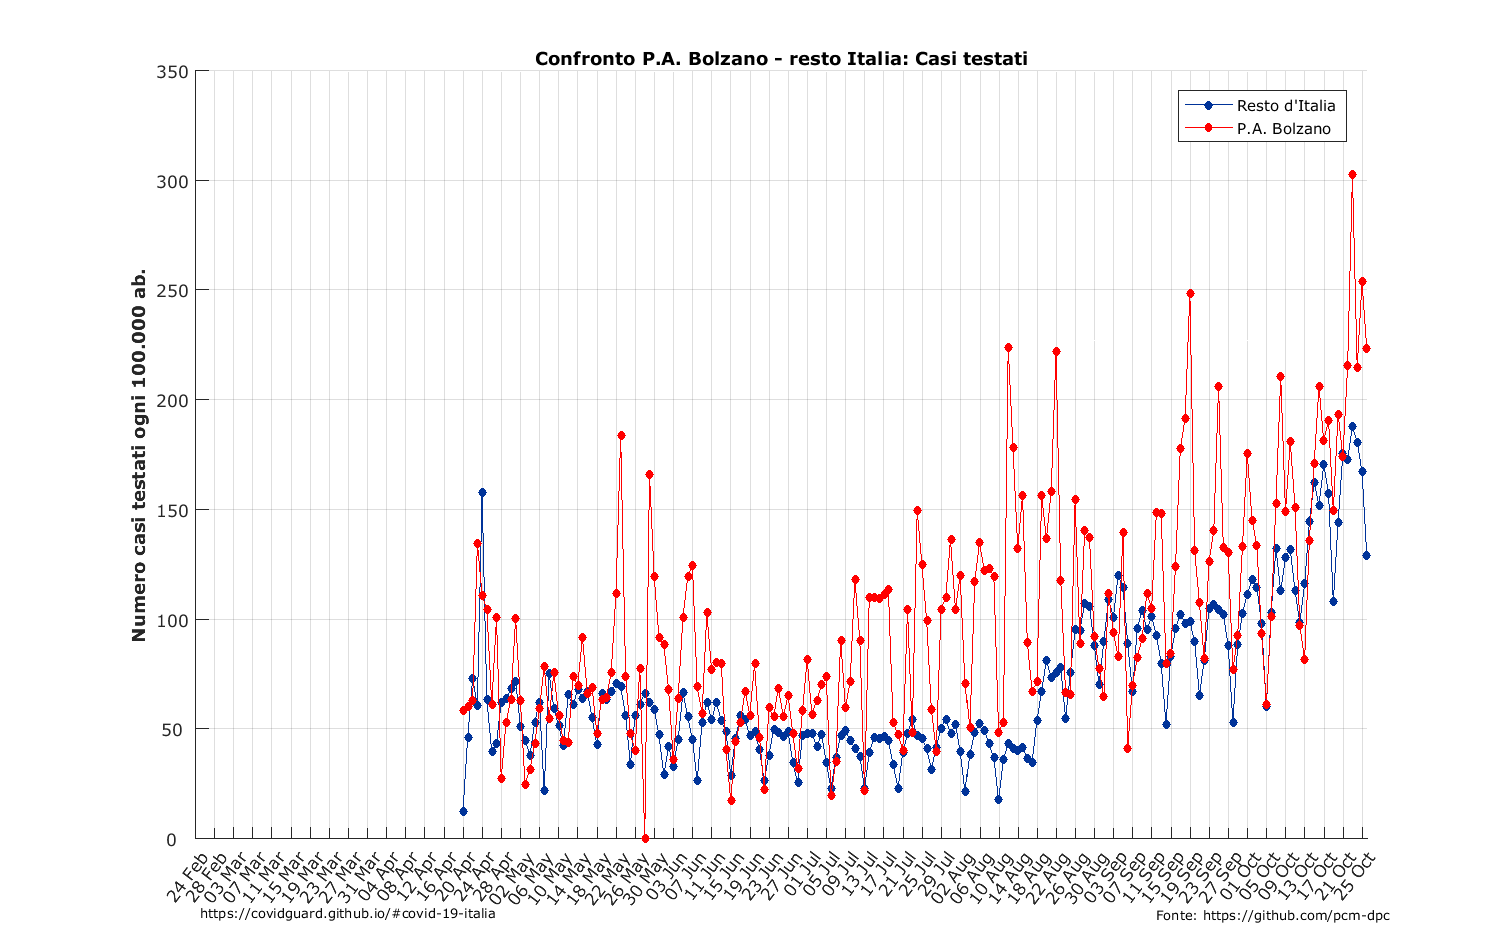 Confronto P.A. Bolzano - resto Italia: Casi testati
Resto d'Italia
P.A. Bolzano
Numero casi testati ogni 100.000 ab.
350
300
250
200
150
100
50
0
24 Feb
28 Feb
03 Mar
07 Mar
11 Mar
15 Mar
19 Mar
23 Mar
27 Mar
31 Mar
04 Apr
08 Apr
12 Apr
16 Apr
20 Apr
24 Apr
28 Apr
02 May
06 May
10 May
14 May
18 May
22 May
26 May
30 May
03 Jun
07 Jun
11 Jun
15 Jun
19 Jun
23 Jun
27 Jun
01 Jul
05 Jul
09 Jul
13 Jul
17 Jul
21 Jul
25 Jul
29 Jul
02 Aug
06 Aug
10 Aug
14 Aug
18 Aug
22 Aug
26 Aug
30 Aug
03 Sep
07 Sep
11 Sep
15 Sep
19 Sep
23 Sep
27 Sep
01 Oct
05 Oct
09 Oct
13 Oct
17 Oct
21 Oct
25 Oct
https://covidguard.github.io/#covid-19-italia
Fonte: https://github.com/pcm-dpc